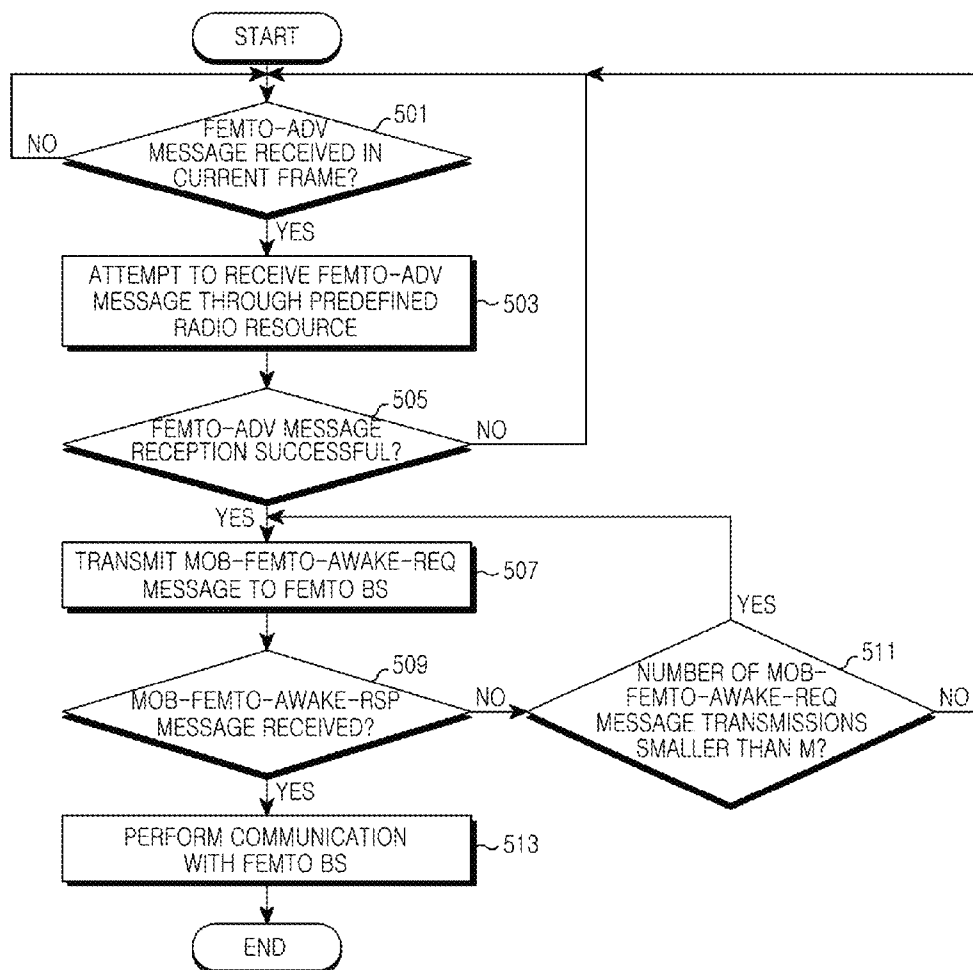 START
501
FEMTO-ADV
MESSAGE RECEIVED IN
CURRENT FRAME?
NO
YES
ATTEMPT TO RECEIVE FEMTO-ADV
MESSAGE THROUGH PREDEFINED
RADIO RESOURCE
503
505
FEMTO-ADV MESSAGE
RECEPTION SUCCESSFUL?
NO
YES
TRANSMIT MOB-FEMTO-AWAKE-REQ
MESSAGE TO FEMTO BS
507
YES
509
MOB-FEMTO-AWAKE-RSP
MESSAGE RECEIVED?
NO
511
NUMBER OF MOB-
FEMTO-AWAKE-REQ
MESSAGE TRANSMISSIONS
SMALLER THAN M?
NO
YES
PERFORM COMMUNICATION
WITH FEMTO BS
513
END